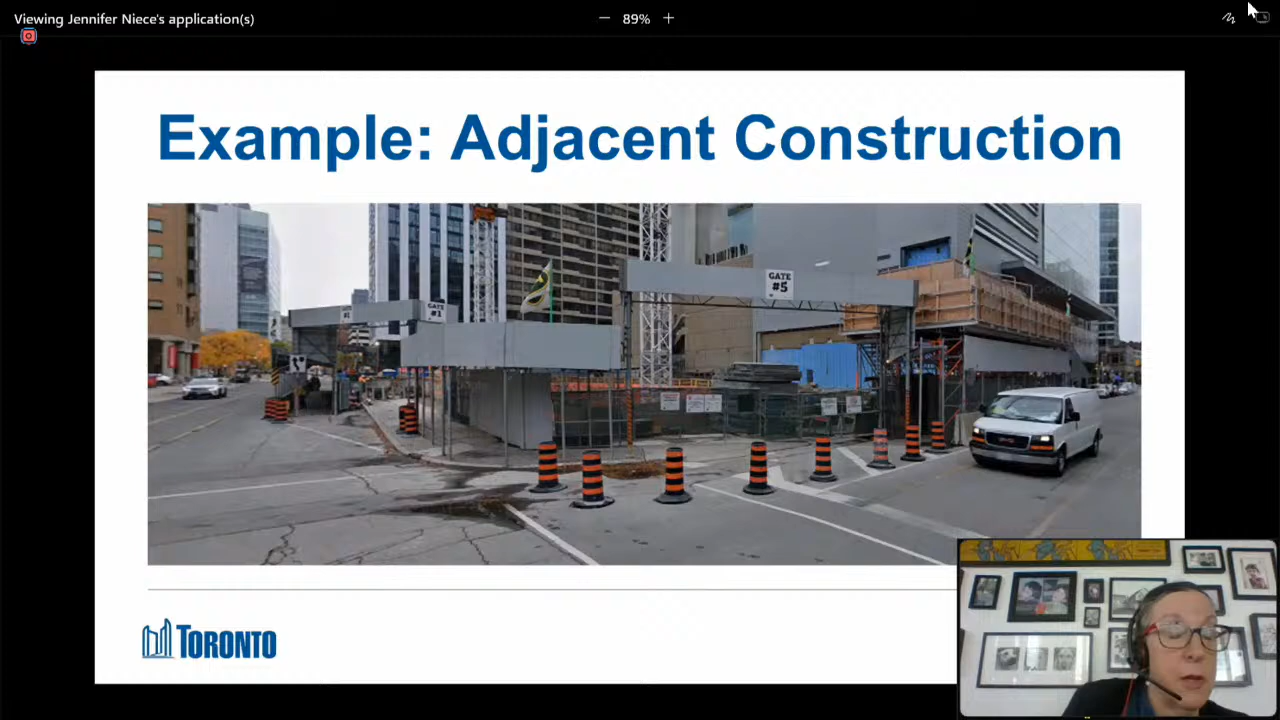 Viewing Jennifer Niece's application(s)
89%
Example: Adjacent Construction
GATE
#1
GATE
#5
TORONTO